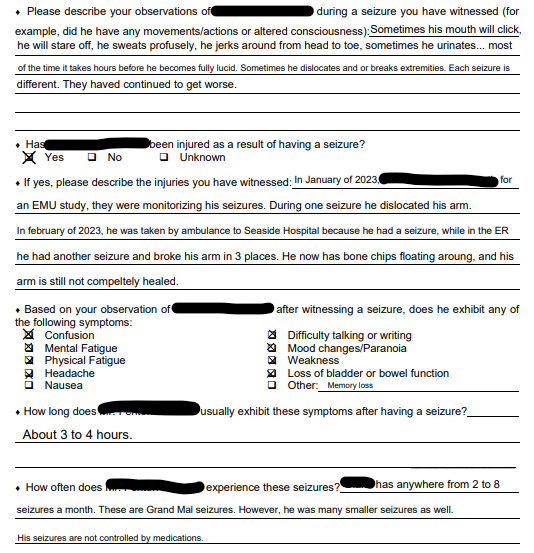 ♦ Please describe your observations of during a seizure you have witnessed (for
example, did he have any movements/actions or altered consciousness): Sometimes his mouth will click,
he will stare off, he sweats profusely, he jerks around from head to toe, sometimes he urinates... most
of the time it takes hours before he becomes fully lucid. Sometimes he dislocates and or breaks extremities. Each seizure is
different. They haved continued to get worse.
♦ Has been injured as a result of having a seizure?
☒ Yes ☐ No ☐ Unknown
♦ If yes, please describe the injuries you have witnessed: In January of 2023, for
an EMU study, they were monitorizing his seizures. During one seizure he dislocated his arm.
In february of 2023, he was taken by ambulance to Seaside Hospital because he had a seizure, while in the ER
he had another seizure and broke his arm in 3 places. He now has bone chips floating aroung, and his
arm is still not compeltely healed.
♦ Based on your observation of after witnessing a seizure, does he exhibit any of
the following symptoms:
☒ Confusion ☒ Difficulty talking or writing
☒ Mental Fatigue ☒ Mood changes/Paranoia
☒ Physical Fatigue ☒ Weakness
☒ Headache ☒ Loss of bladder or bowel function
☐ Nausea ☐ Other: Memory loss
♦ How long does usually exhibit these symptoms after having a seizure?
About 3 to 4 hours.
♦ How often does experience these seizures? has anywhere from 2 to 8
seizures a month. These are Grand Mal seizures. However, he was many smaller seizures as well.
His seizures are not controlled by medications.